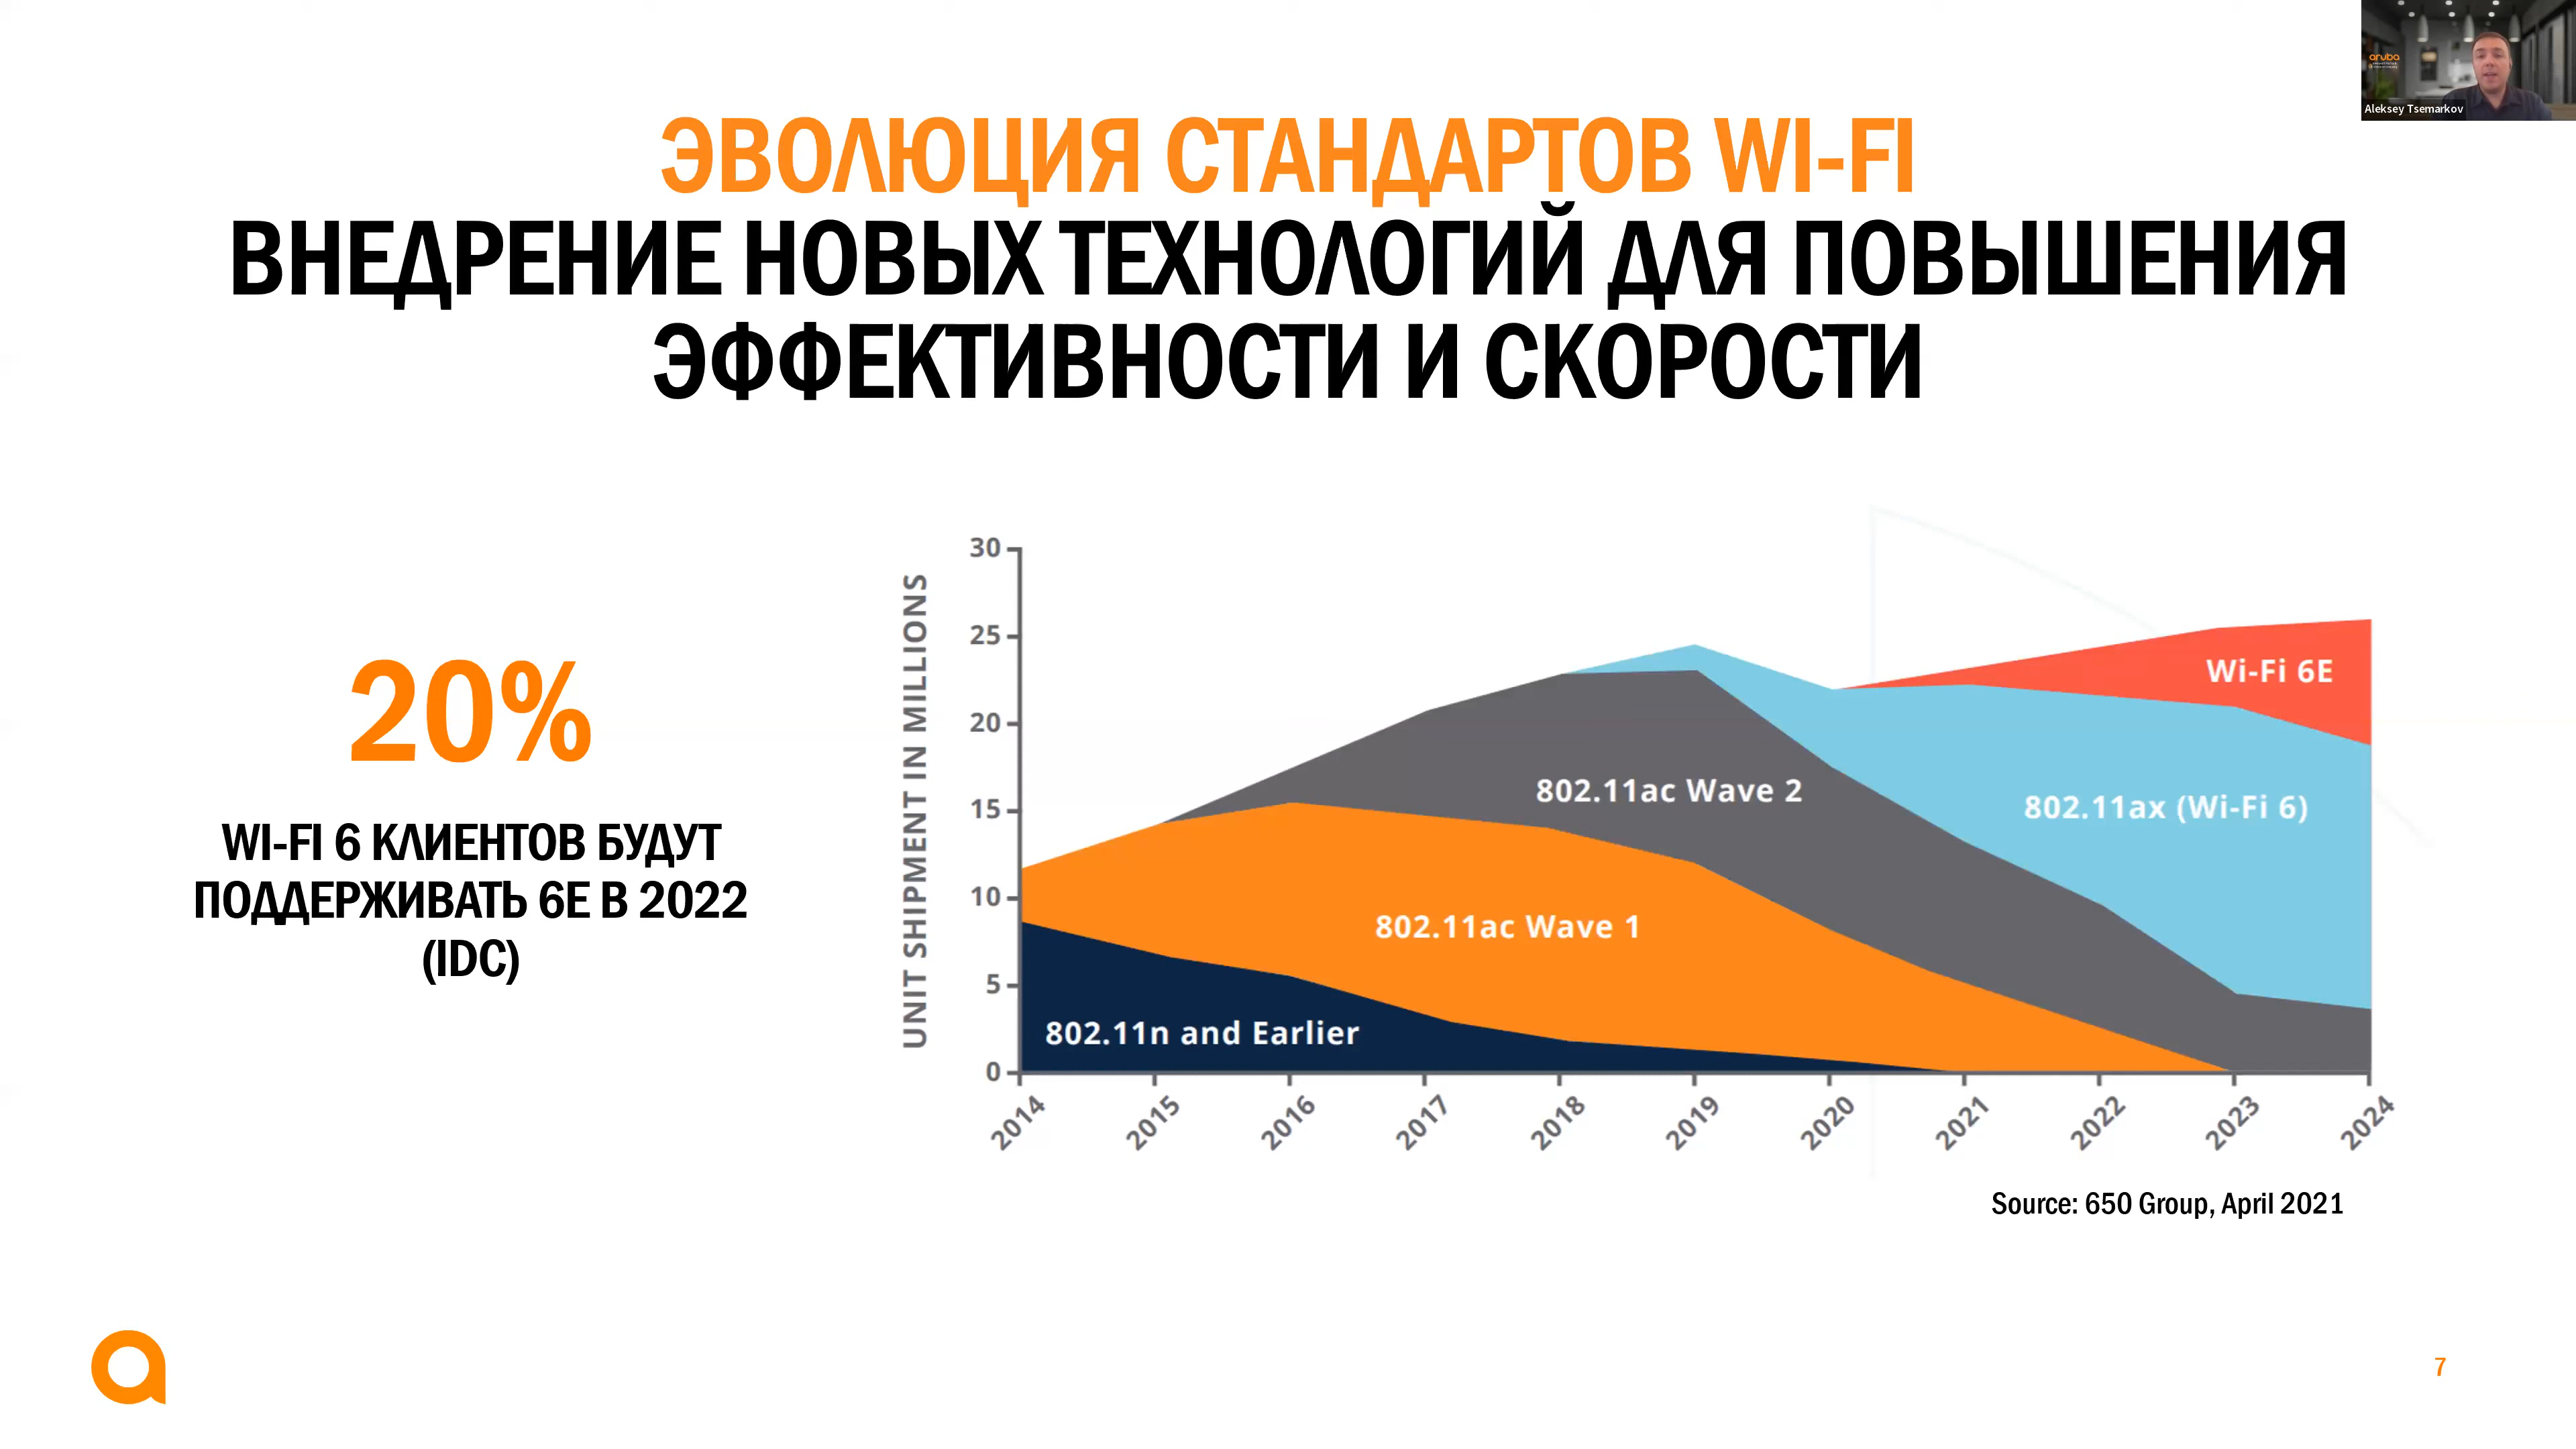 aruba
Aleksey Tsemarkov
ЭВОЛЮЦИЯ СТАНДАРТОВ WI-FI
ВНЕДРЕНИЕ НОВЫХ ТЕХНОЛОГИЙ ДЛЯ ПОВЫШЕНИЯ
ЭФФЕКТИВНОСТИ И СКОРОСТИ
20%
WI-FI 6 КЛИЕНТОВ БУДУТ
ПОДДЕРЖИВАТЬ 6E В 2022
(IDC)
UNIT SHIPMENT IN MILLIONS
30
25
20
15
10
5
0
Wi-Fi 6E
802.11ac Wave 2
802.11ax (Wi-Fi 6)
802.11ac Wave 1
802.11n and Earlier
2014
2015
2016
2017
2018
2019
2020
2021
2022
2023
2024
Source: 650 Group, April 2021
7